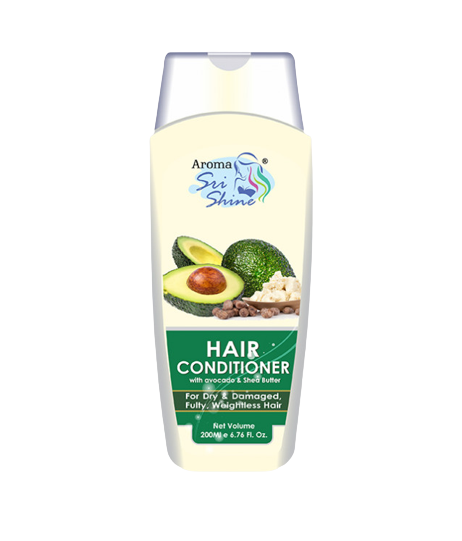 Aroma ®
Sri
Shine
HAIR
CONDITIONER
with avocado & Shea Butter
For Dry & Damaged,
Fully, Weightless Hair
Net Volume
200Ml e 6.76 Fl. Oz.